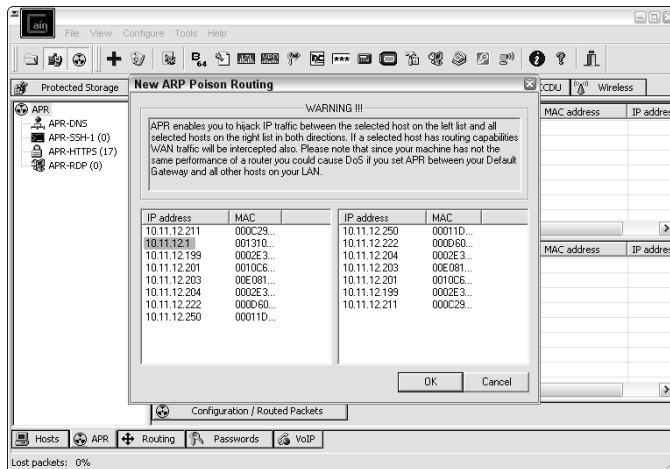 ain
File View Configure Tools Help
B 64
Protected Storage
CCDU
Wireless
New ARP Poison Routing
WARNING !!!
APR enables you to hijack IP traffic between the selected host on the left list and all
selected hosts on the right list in both directions. If a selected host has routing capabilities
WAN traffic will be intercepted also. Please note that since your machine has not the
same performance of a router you could cause DoS if you set APR between your Default
Gateway and all other hosts on your LAN.
APR
APR-DNS
APR-SSH-1 (0)
APR-HTTPS (17)
APR-RDP (0)
MAC address IP addres
IP address MAC
10.11.12.211 000C29...
10.11.12.1 001310...
10.11.12.199 0002E3...
10.11.12.201 0010C6...
10.11.12.203 00E081...
10.11.12.204 0002E3...
10.11.12.222 000D60...
10.11.12.250 00011D...
IP address MAC
10.11.12.250 00011D...
10.11.12.222 000D60...
10.11.12.204 0002E3...
10.11.12.203 00E081...
10.11.12.201 0010C6...
10.11.12.199 0002E3...
10.11.12.211 000C29...
MAC address IP addres
OK Cancel
Configuration / Routed Packets
Hosts APR Routing Passwords VoIP
Lost packets: 0%